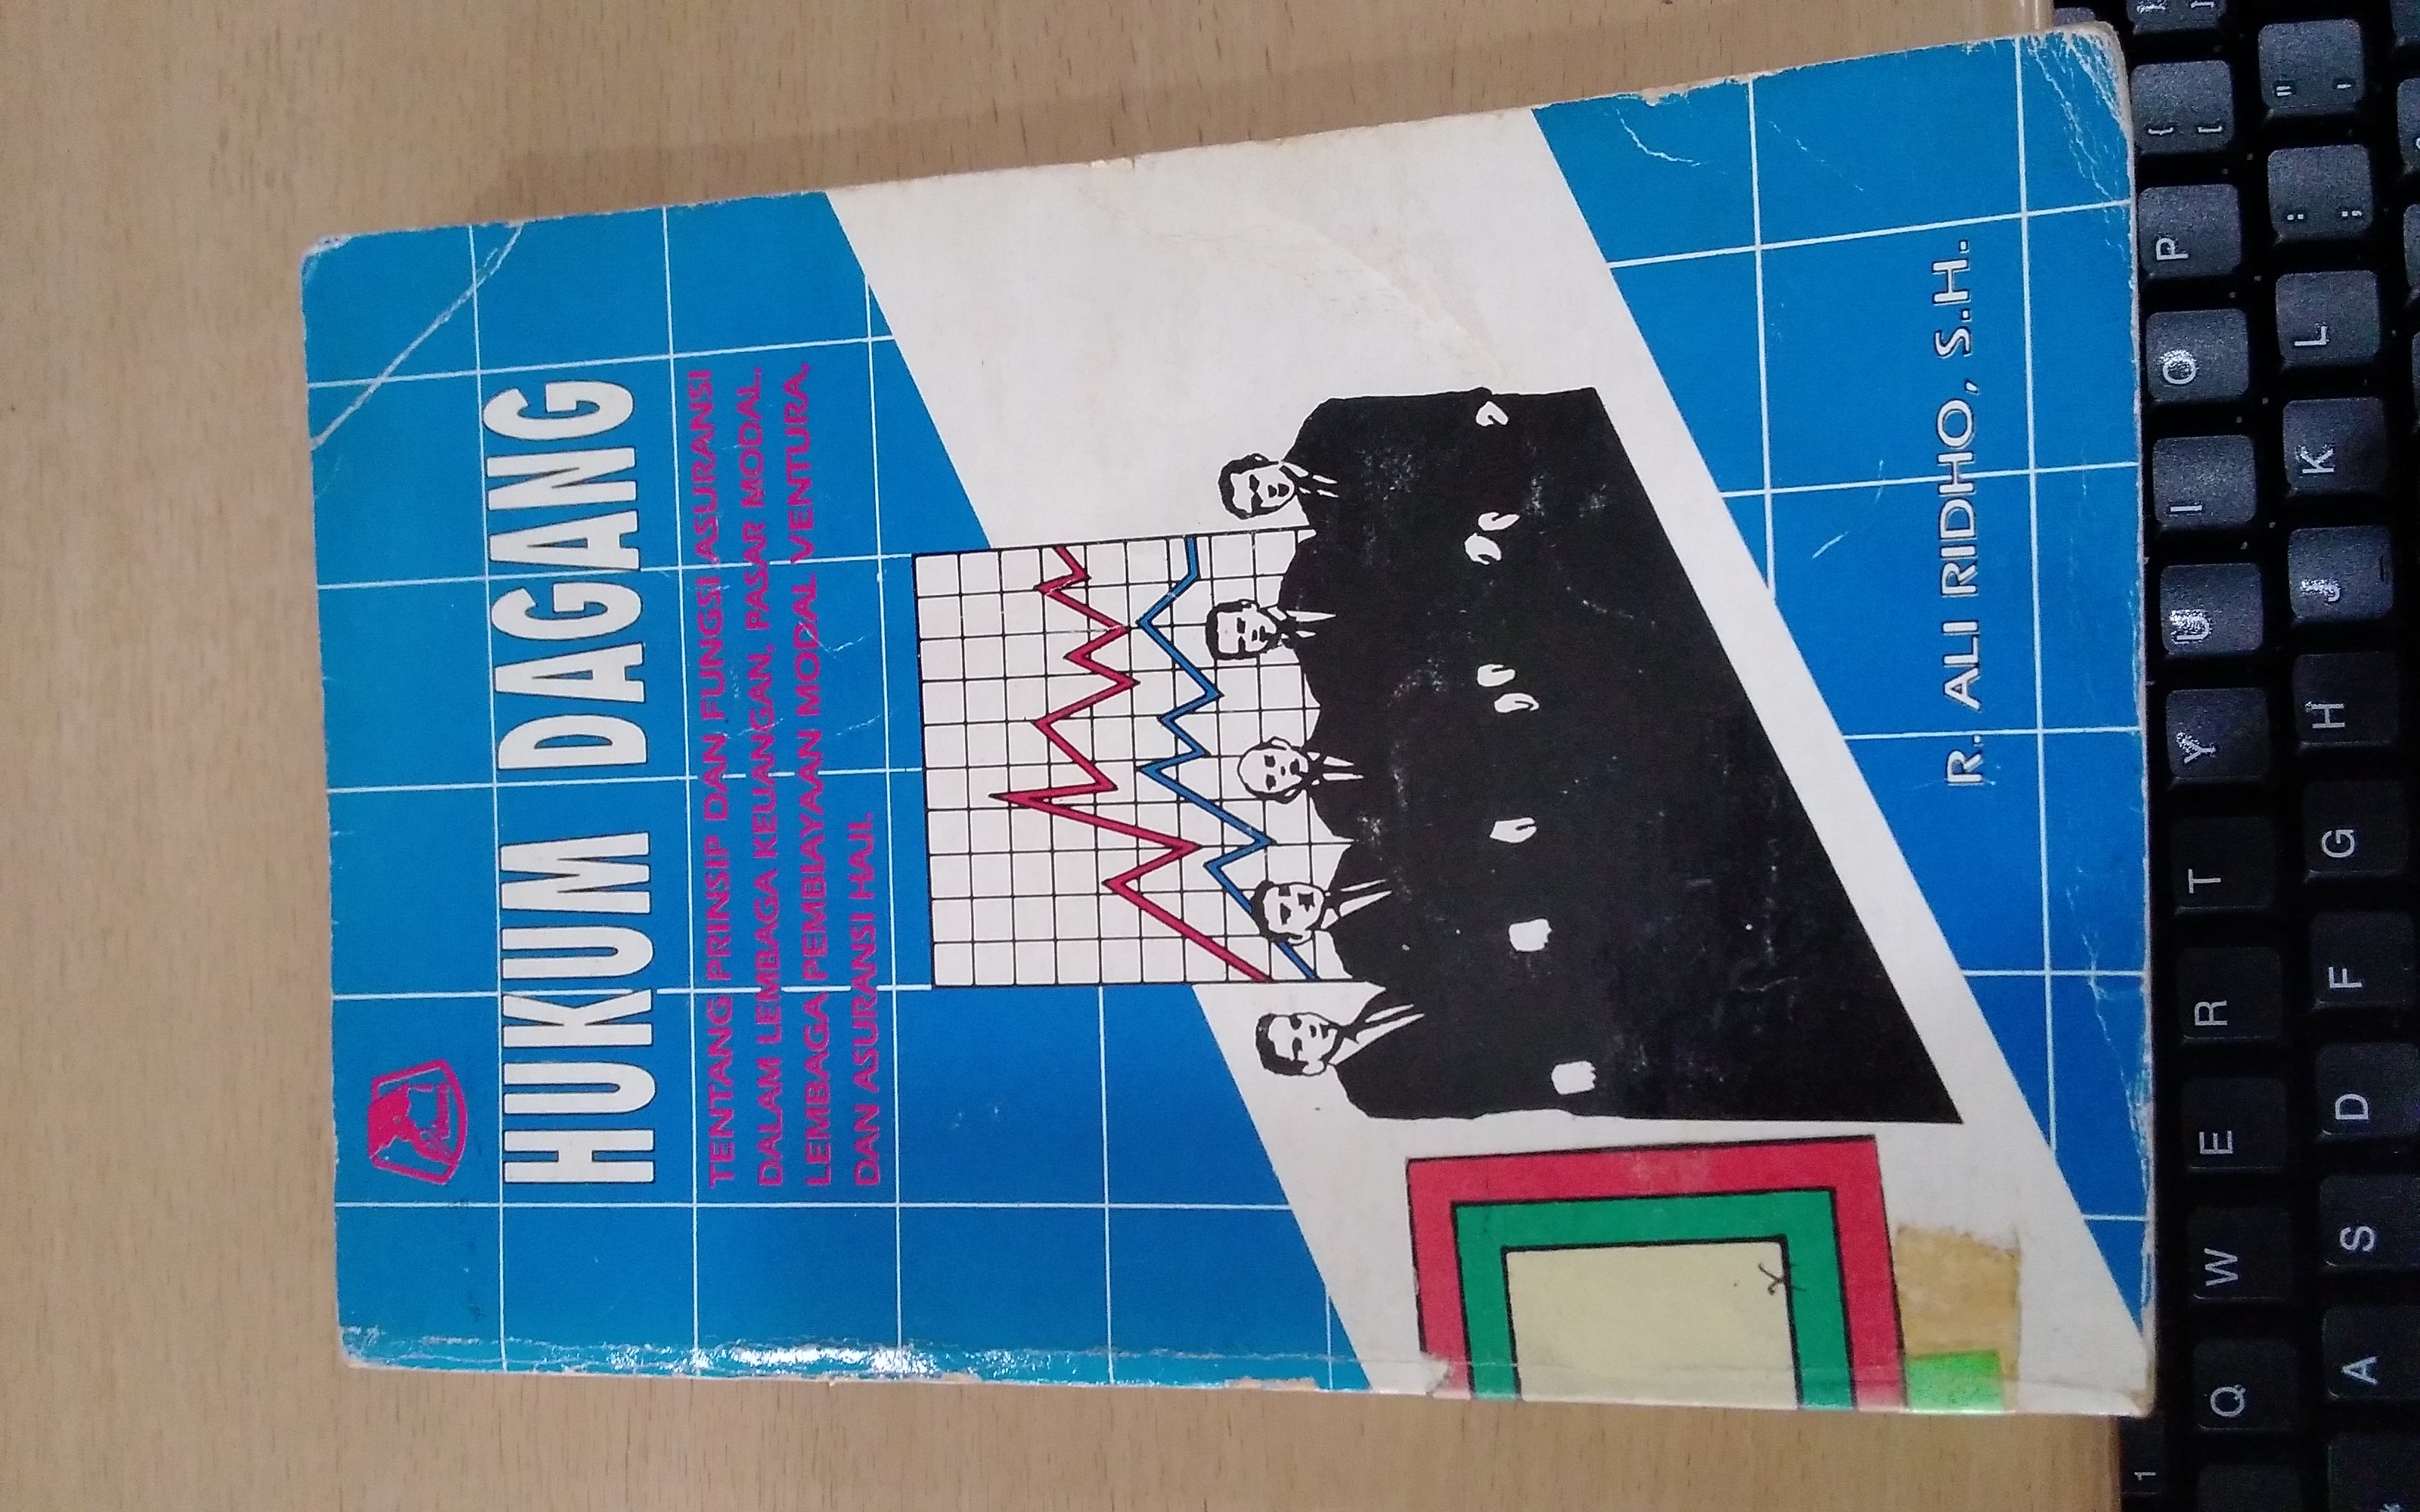 HUKUM DAGANG
TENTANG PRINSIP DAN FUNGSI ASURANSI
DALAM LEMBAGA KEUANGAN, PASAR MODAL,
LEMBAGA PEMBIAYAAN MODAL VENTURA,
DAN ASURANSI HAJI.
R. ALI RIDHO, S.H.
{ [
" '
P
: ;
O
L
I
K
U
J
Y
H
T
G
R
F
E
D
W
S
Q
A
1